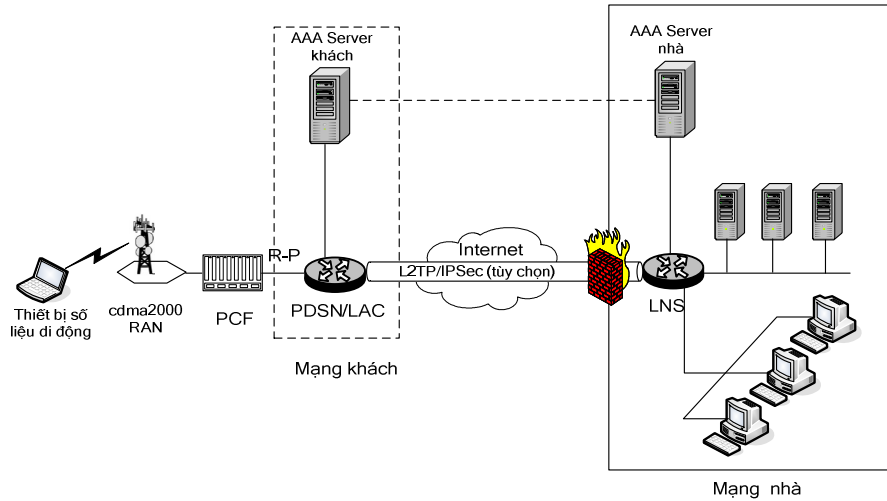 AAA Server
khách
AAA Server
nhà
Internet
R-P
L2TP/IPSec (tùy chọn)
Thiết bị số
liệu di động
cdma2000
RAN
PCF
PDSN/LAC
LNS
Mạng khách
Mạng nhà